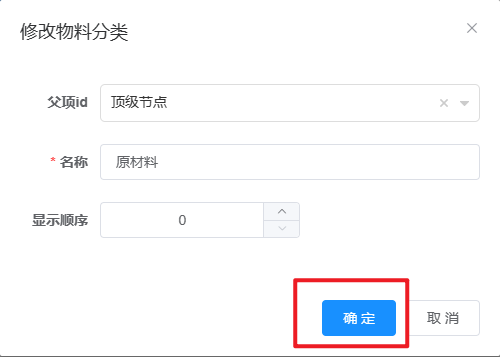 修改物料分类
父顶id 顶级节点
* 名称 原材料
显示顺序 0
确 定 取 消